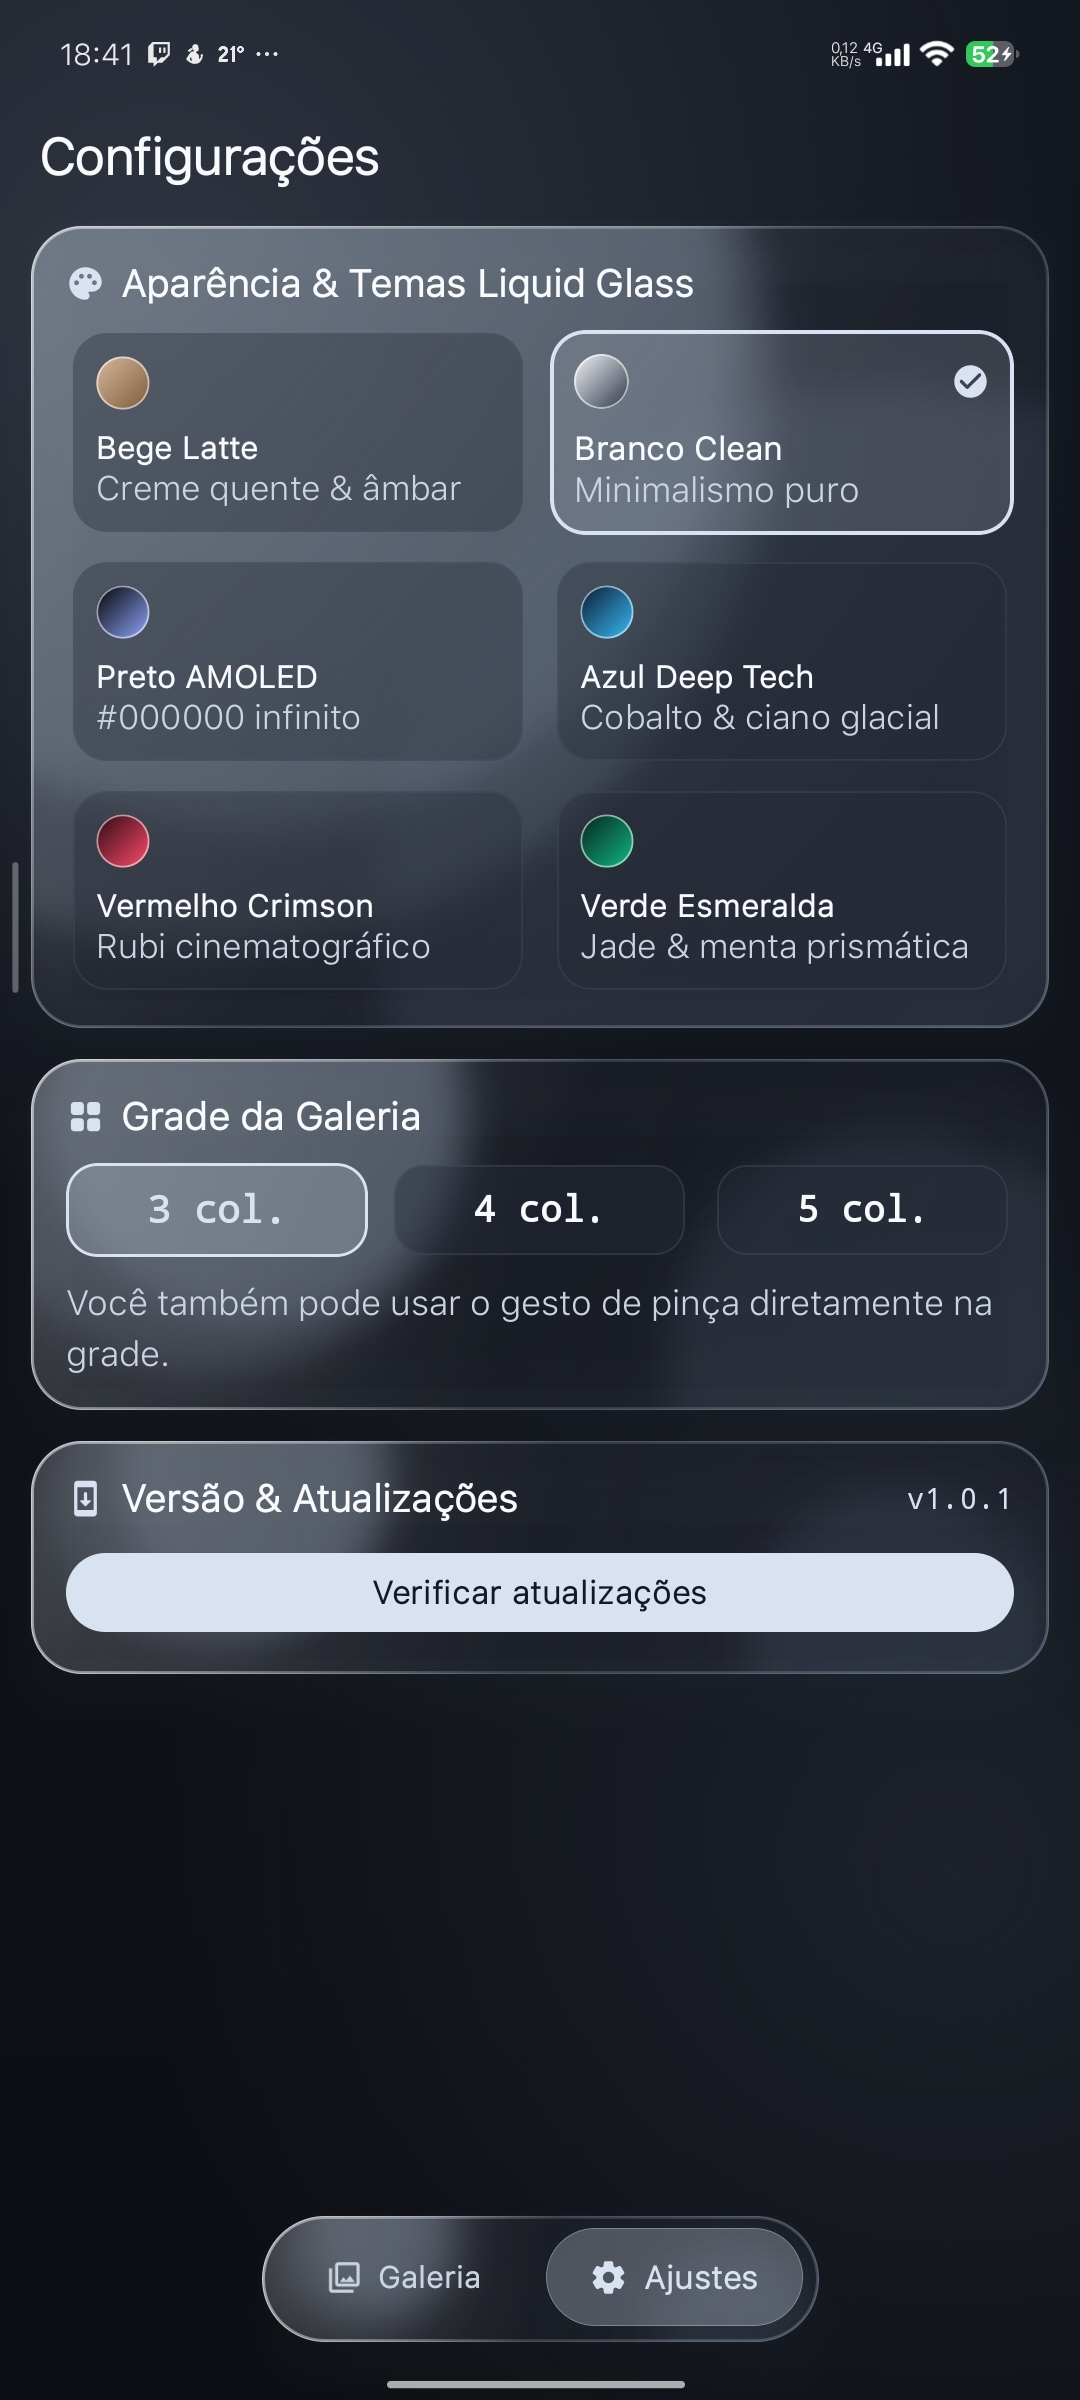 18:41 21° ... 0,12 KB/s 4G 52
Configurações
Aparência & Temas Liquid Glass
Bege Latte
Creme quente & âmbar
Branco Clean
Minimalismo puro
Preto AMOLED
#000000 infinito
Azul Deep Tech
Cobalto & ciano glacial
Vermelho Crimson
Rubi cinematográfico
Verde Esmeralda
Jade & menta prismática
Grade da Galeria
3 col.
4 col.
5 col.
Você também pode usar o gesto de pinça diretamente na
grade.
Versão & Atualizações
v1.0.1
Verificar atualizações
Galeria
Ajustes